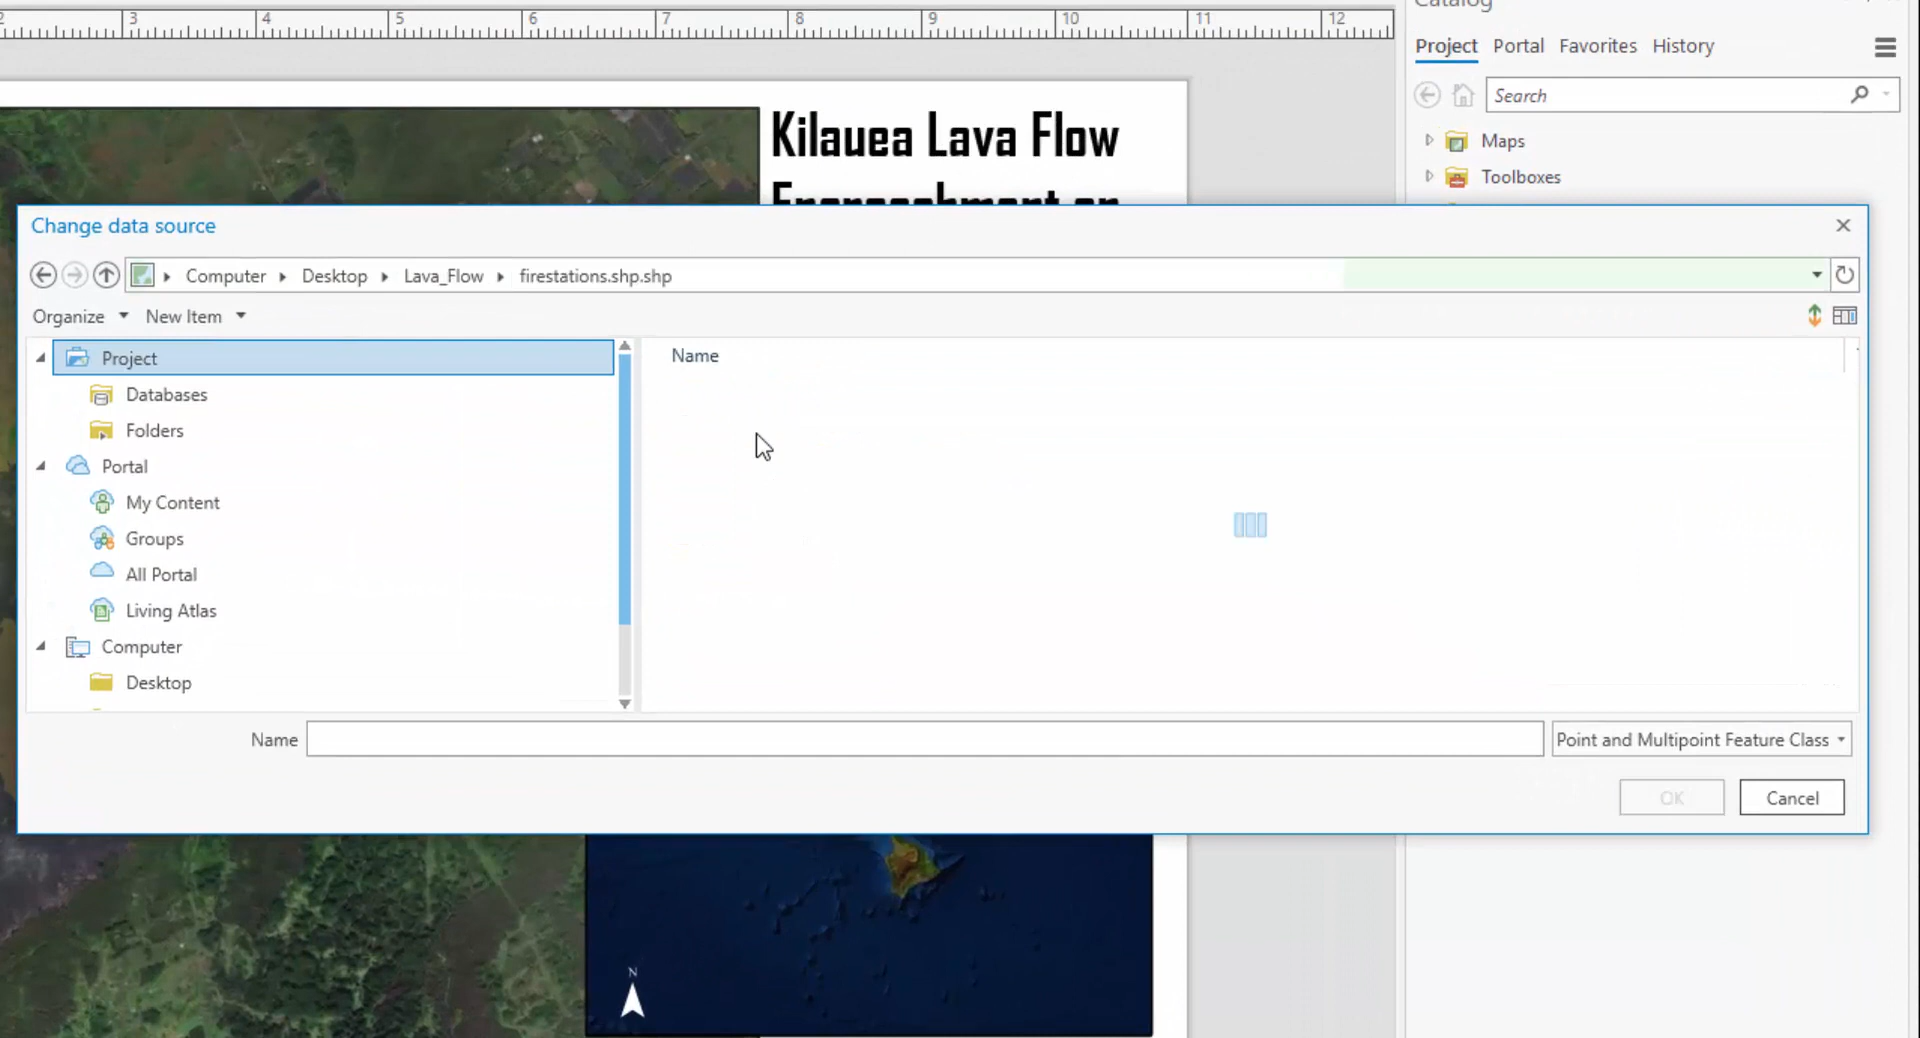 3 4 5 6 7 8 9 10 11 12
Catalog
Project Portal Favorites History
Search
Maps
Toolboxes
Kilauea Lava Flow
Encroachment on
Change data source
Computer Desktop Lava_Flow firestations.shp.shp
Organize New Item
Project
Databases
Folders
Portal
My Content
Groups
All Portal
Living Atlas
Computer
Desktop
Name
Name
Point and Multipoint Feature Class
OK Cancel
N